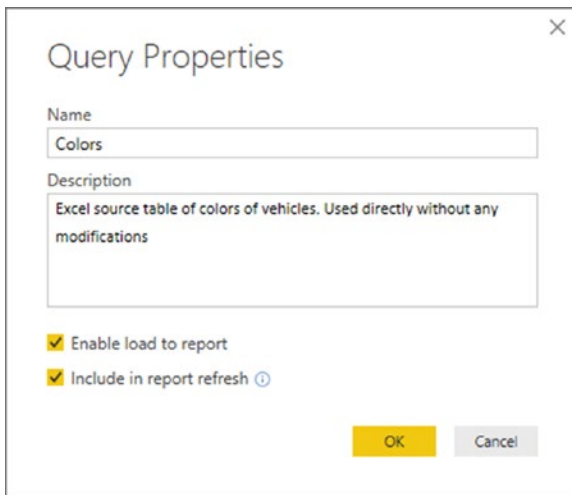 Query Properties
Name
Colors
Description
Excel source table of colors of vehicles. Used directly without any
modifications
Enable load to report
Include in report refresh
OK Cancel